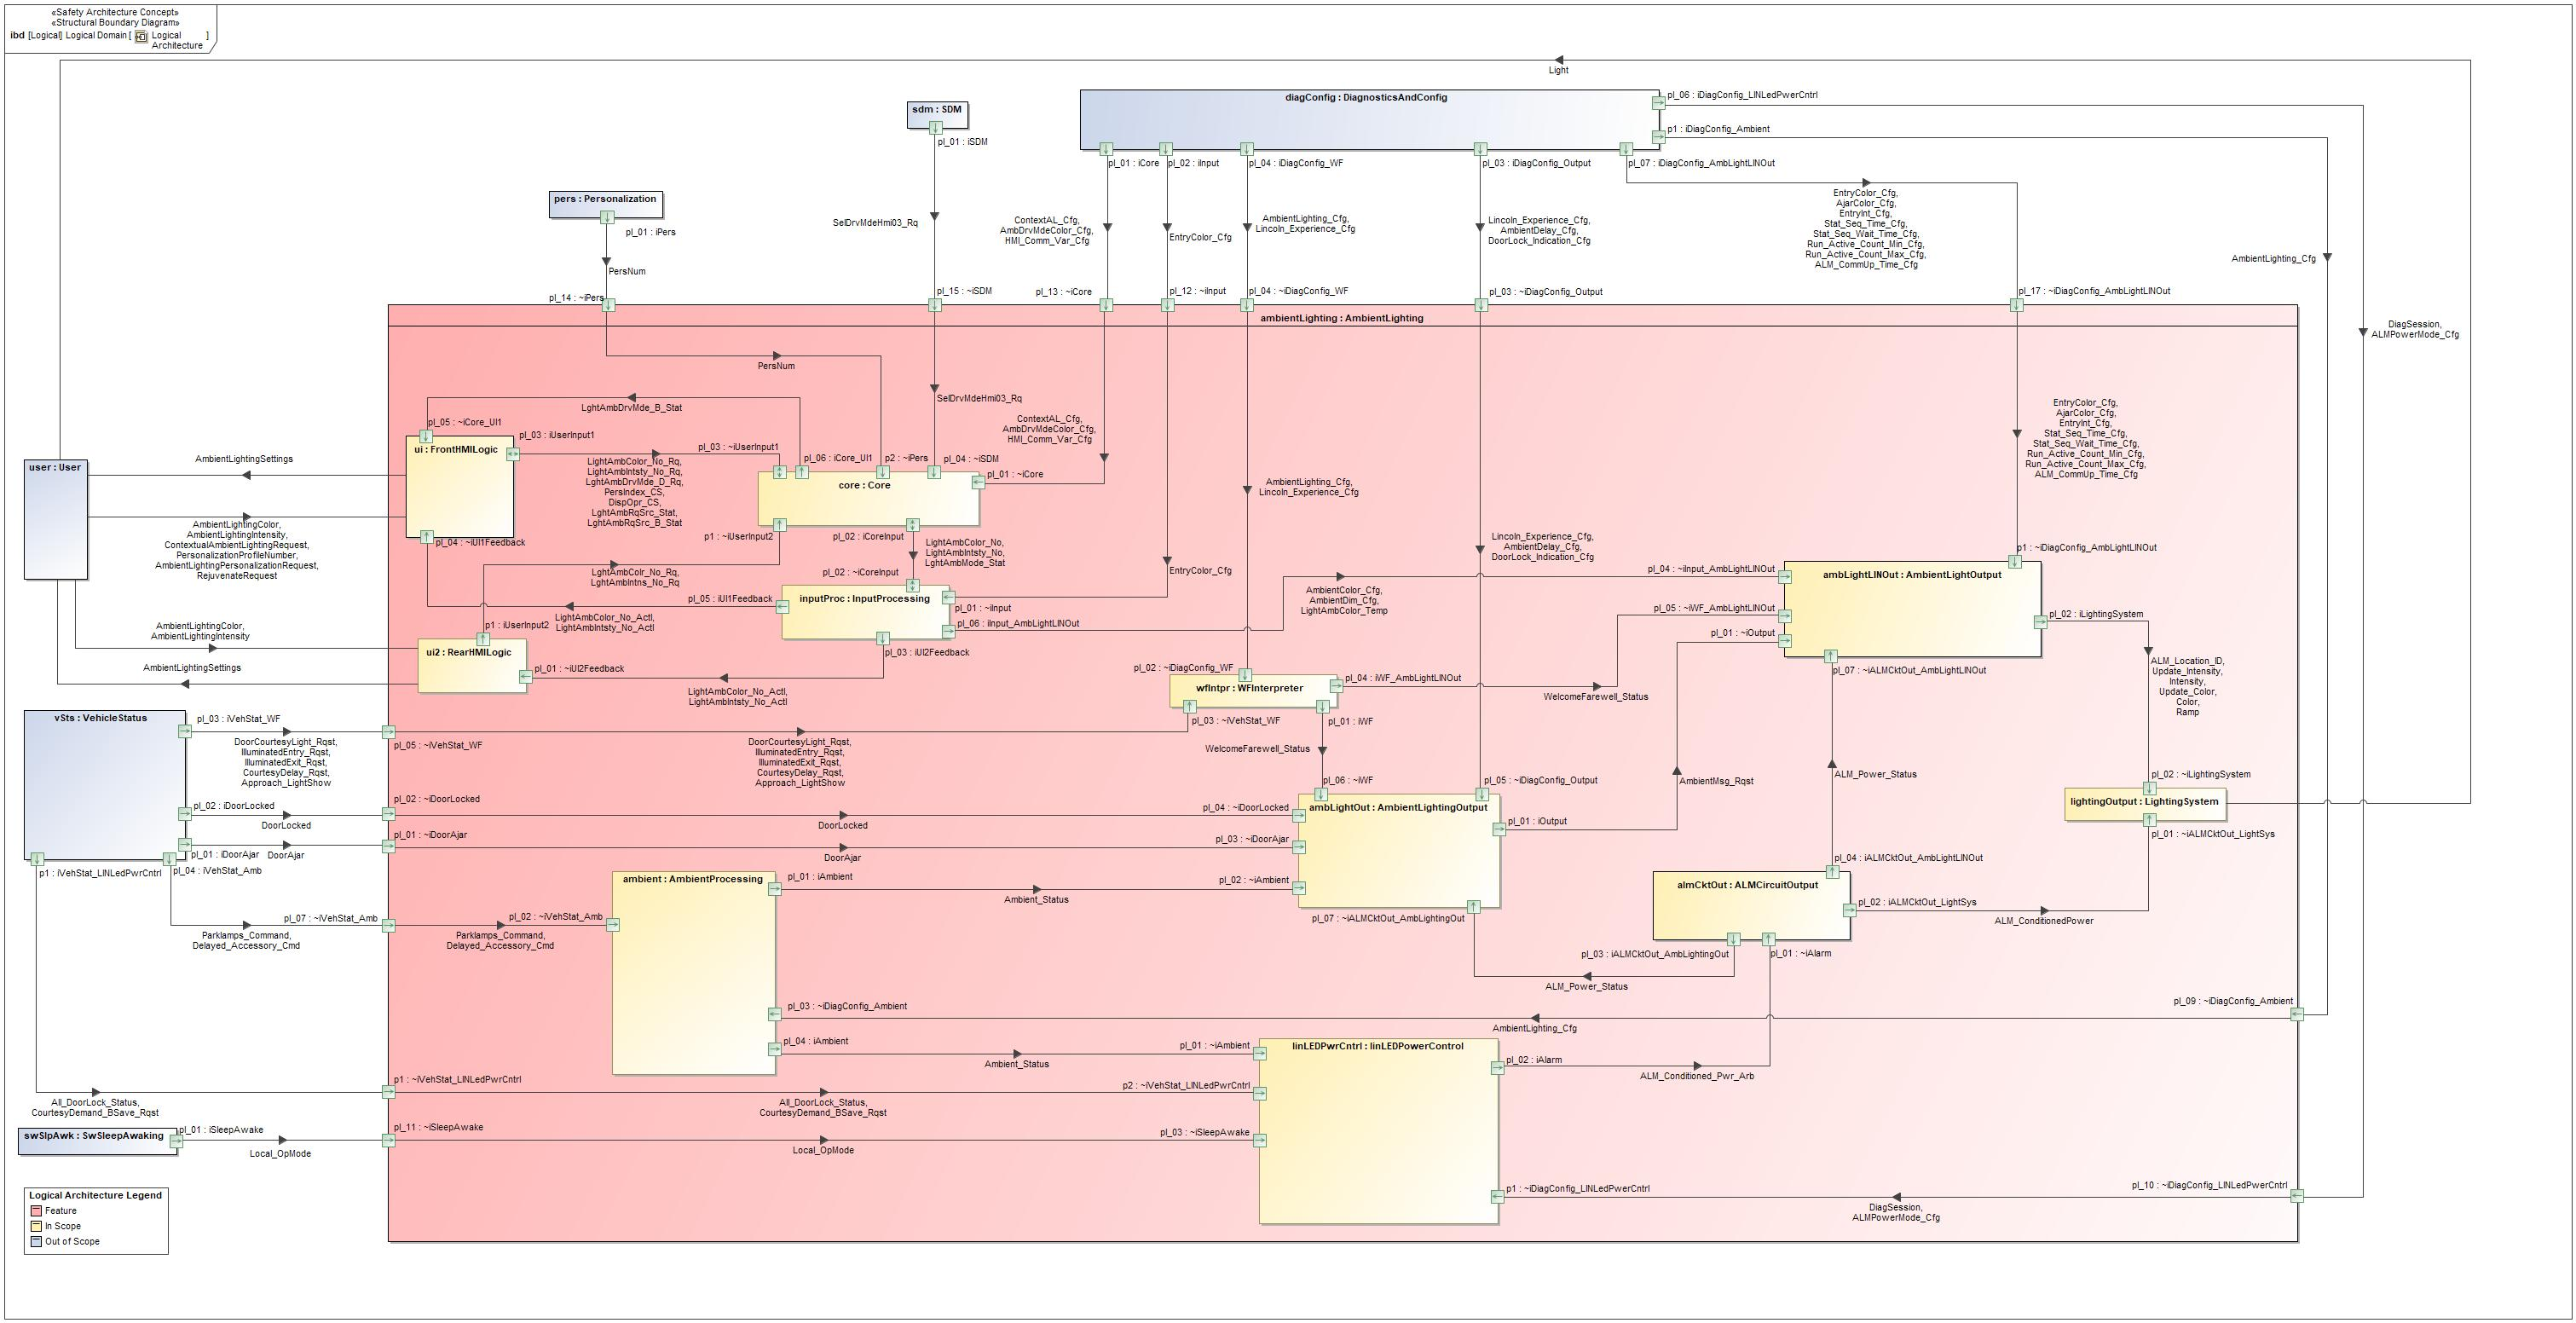 «Safety Architecture Concept»
«Structural Boundary Diagram»
ibd [Logical] Logical Domain [ Logical Architecture ]
Light
sdm : SDM
pl_01 : iSDM
diagConfig : DiagnosticsAndConfig
pl_06 : iDiagConfig_LINLedPwerCntrl
p1 : iDiagConfig_Ambient
pl_01 : iCore
pl_02 : iInput
pl_04 : iDiagConfig_WF
pl_03 : iDiagConfig_Output
pl_07 : iDiagConfig_AmbLightLINOut
pers : Personalization
pl_01 : iPers
PersNum
SelDrvMdeHmi03_Rq
ContextAL_Cfg,
AmbDrvMdeColor_Cfg,
HMI_Comm_Var_Cfg
EntryColor_Cfg
AmbientLighting_Cfg,
Lincoln_Experience_Cfg
Lincoln_Experience_Cfg,
AmbientDelay_Cfg,
DoorLock_Indication_Cfg
EntryColor_Cfg,
AjarColor_Cfg,
EntryInt_Cfg,
Stat_Seq_Time_Cfg,
Stat_Seq_Wait_Time_Cfg,
Run_Active_Count_Min_Cfg,
Run_Active_Count_Max_Cfg,
ALM_CommUp_Time_Cfg
AmbientLighting_Cfg
DiagSession,
ALMPowerMode_Cfg
pl_14 : ~iPers
pl_15 : ~iSDM
pl_13 : ~iCore
pl_12 : ~iInput
pl_04 : ~iDiagConfig_WF
pl_03 : ~iDiagConfig_Output
pl_17 : ~iDiagConfig_AmbLightLINOut
ambientLighting : AmbientLighting
PersNum
LghtAmbDrvMde_B_Stat
SelDrvMdeHmi03_Rq
ContextAL_Cfg,
AmbDrvMdeColor_Cfg,
HMI_Comm_Var_Cfg
pl_05 : ~iCore_UI1
ui : FrontHMILogic
pl_03 : iUserInput1
pl_03 : ~iUserInput1
LightAmbColor_No_Rq,
LightAmbIntsty_No_Rq,
LghtAmbDrvMde_D_Rq,
PersIndex_CS,
DispOpr_CS,
LghtAmbRqSrc_Stat,
LghtAmbRqSrc_B_Stat
pl_06 : iCore_UI1
p2 : ~iPers
pl_04 : ~iSDM
pl_01 : ~iCore
core : Core
p1 : ~iUserInput2
pl_02 : iCoreInput
pl_04 : ~iUI1Feedback
LightAmbColor_No,
LightAmbIntsty_No,
LghtAmbMode_Stat
user : User
AmbientLightingSettings
AmbientLightingColor,
AmbientLightingIntensity,
ContextualAmbientLightingRequest,
PersonalizationProfileNumber,
AmbientLightingPersonalizationRequest,
RejuvenateRequest
LghtAmbColr_No_Rq,
LghtAmbIntns_No_Rq
pl_02 : ~iCoreInput
inputProc : InputProcessing
pl_05 : iUI1Feedback
LightAmbColor_No_Actl,
LightAmbIntsty_No_Actl
pl_01 : ~iInput
pl_06 : iInput_AmbLightLINOut
pl_03 : iUI2Feedback
EntryColor_Cfg
AmbientLighting_Cfg,
Lincoln_Experience_Cfg
Lincoln_Experience_Cfg,
AmbientDelay_Cfg,
DoorLock_Indication_Cfg
EntryColor_Cfg,
AjarColor_Cfg,
EntryInt_Cfg,
Stat_Seq_Time_Cfg,
Stat_Seq_Wait_Time_Cfg,
Run_Active_Count_Min_Cfg,
Run_Active_Count_Max_Cfg,
ALM_CommUp_Time_Cfg
p1 : ~iDiagConfig_AmbLightLINOut
AmbientColor_Cfg,
AmbientDim_Cfg,
LightAmbColor_Temp
pl_04 : ~iInput_AmbLightLINOut
pl_05 : ~iWF_AmbLightLINOut
pl_01 : ~iOutput
ambLightLINOut : AmbientLightOutput
pl_02 : iLightingSystem
pl_07 : ~iALMCktOut_AmbLightLINOut
ALM_Location_ID,
Update_Intensity,
Intensity,
Update_Color,
Color,
Ramp
AmbientLightingColor,
AmbientLightingIntensity
p1 : iUserInput2
ui2 : RearHMILogic
pl_01 : ~iUI2Feedback
LightAmbColor_No_Actl,
LightAmbIntsty_No_Actl
AmbientLightingSettings
pl_02 : ~iDiagConfig_WF
wfIntpr : WFInterpreter
pl_04 : iWF_AmbLightLINOut
WelcomeFarewell_Status
pl_03 : ~iVehStat_WF
pl_01 : iWF
WelcomeFarewell_Status
vSts : VehicleStatus
pl_03 : iVehStat_WF
DoorCourtesyLight_Rqst,
IlluminatedEntry_Rqst,
IlluminatedExit_Rqst,
CourtesyDelay_Rqst,
Approach_LightShow
pl_05 : ~iVehStat_WF
DoorCourtesyLight_Rqst,
IlluminatedEntry_Rqst,
IlluminatedExit_Rqst,
CourtesyDelay_Rqst,
Approach_LightShow
pl_02 : iDoorLocked
DoorLocked
pl_02 : ~iDoorLocked
DoorLocked
pl_01 : iDoorAjar
DoorAjar
pl_01 : ~iDoorAjar
DoorAjar
pl_06 : ~iWF
pl_05 : ~iDiagConfig_Output
pl_04 : ~iDoorLocked
pl_03 : ~iDoorAjar
pl_02 : ~iAmbient
ambLightOut : AmbientLightingOutput
pl_01 : iOutput
AmbientMsg_Rqst
pl_07 : ~iALMCktOut_AmbLightingOut
ALM_Power_Status
pl_02 : ~iLightingSystem
lightingOutput : LightingSystem
pl_01 : ~iALMCktOut_LightSys
p1 : iVehStat_LINLedPwrCntrl
pl_04 : iVehStat_Amb
Parklamps_Command,
Delayed_Accessory_Cmd
pl_07 : ~iVehStat_Amb
Parklamps_Command,
Delayed_Accessory_Cmd
pl_02 : ~iVehStat_Amb
ambient : AmbientProcessing
pl_01 : iAmbient
Ambient_Status
pl_04 : iALMCktOut_AmbLightLINOut
almCktOut : ALMCircuitOutput
pl_02 : iALMCktOut_LightSys
ALM_ConditionedPower
pl_03 : iALMCktOut_AmbLightingOut
pl_01 : ~iAlarm
ALM_Power_Status
pl_03 : ~iDiagConfig_Ambient
AmbientLighting_Cfg
pl_09 : ~iDiagConfig_Ambient
pl_04 : iAmbient
Ambient_Status
pl_01 : ~iAmbient
linLEDPwrCntrl : linLEDPowerControl
pl_02 : iAlarm
ALM_Conditioned_Pwr_Arb
All_DoorLock_Status,
CourtesyDemand_BSave_Rqst
p1 : ~iVehStat_LINLedPwrCntrl
All_DoorLock_Status,
CourtesyDemand_BSave_Rqst
p2 : ~iVehStat_LINLedPwrCntrl
swSlpAwk : SwSleepAwaking
pl_01 : iSleepAwake
Local_OpMode
pl_11 : ~iSleepAwake
Local_OpMode
pl_03 : ~iSleepAwake
p1 : ~iDiagConfig_LINLedPwerCntrl
DiagSession,
ALMPowerMode_Cfg
pl_10 : ~iDiagConfig_LINLedPwerCntrl
Logical Architecture Legend
Feature
In Scope
Out of Scope